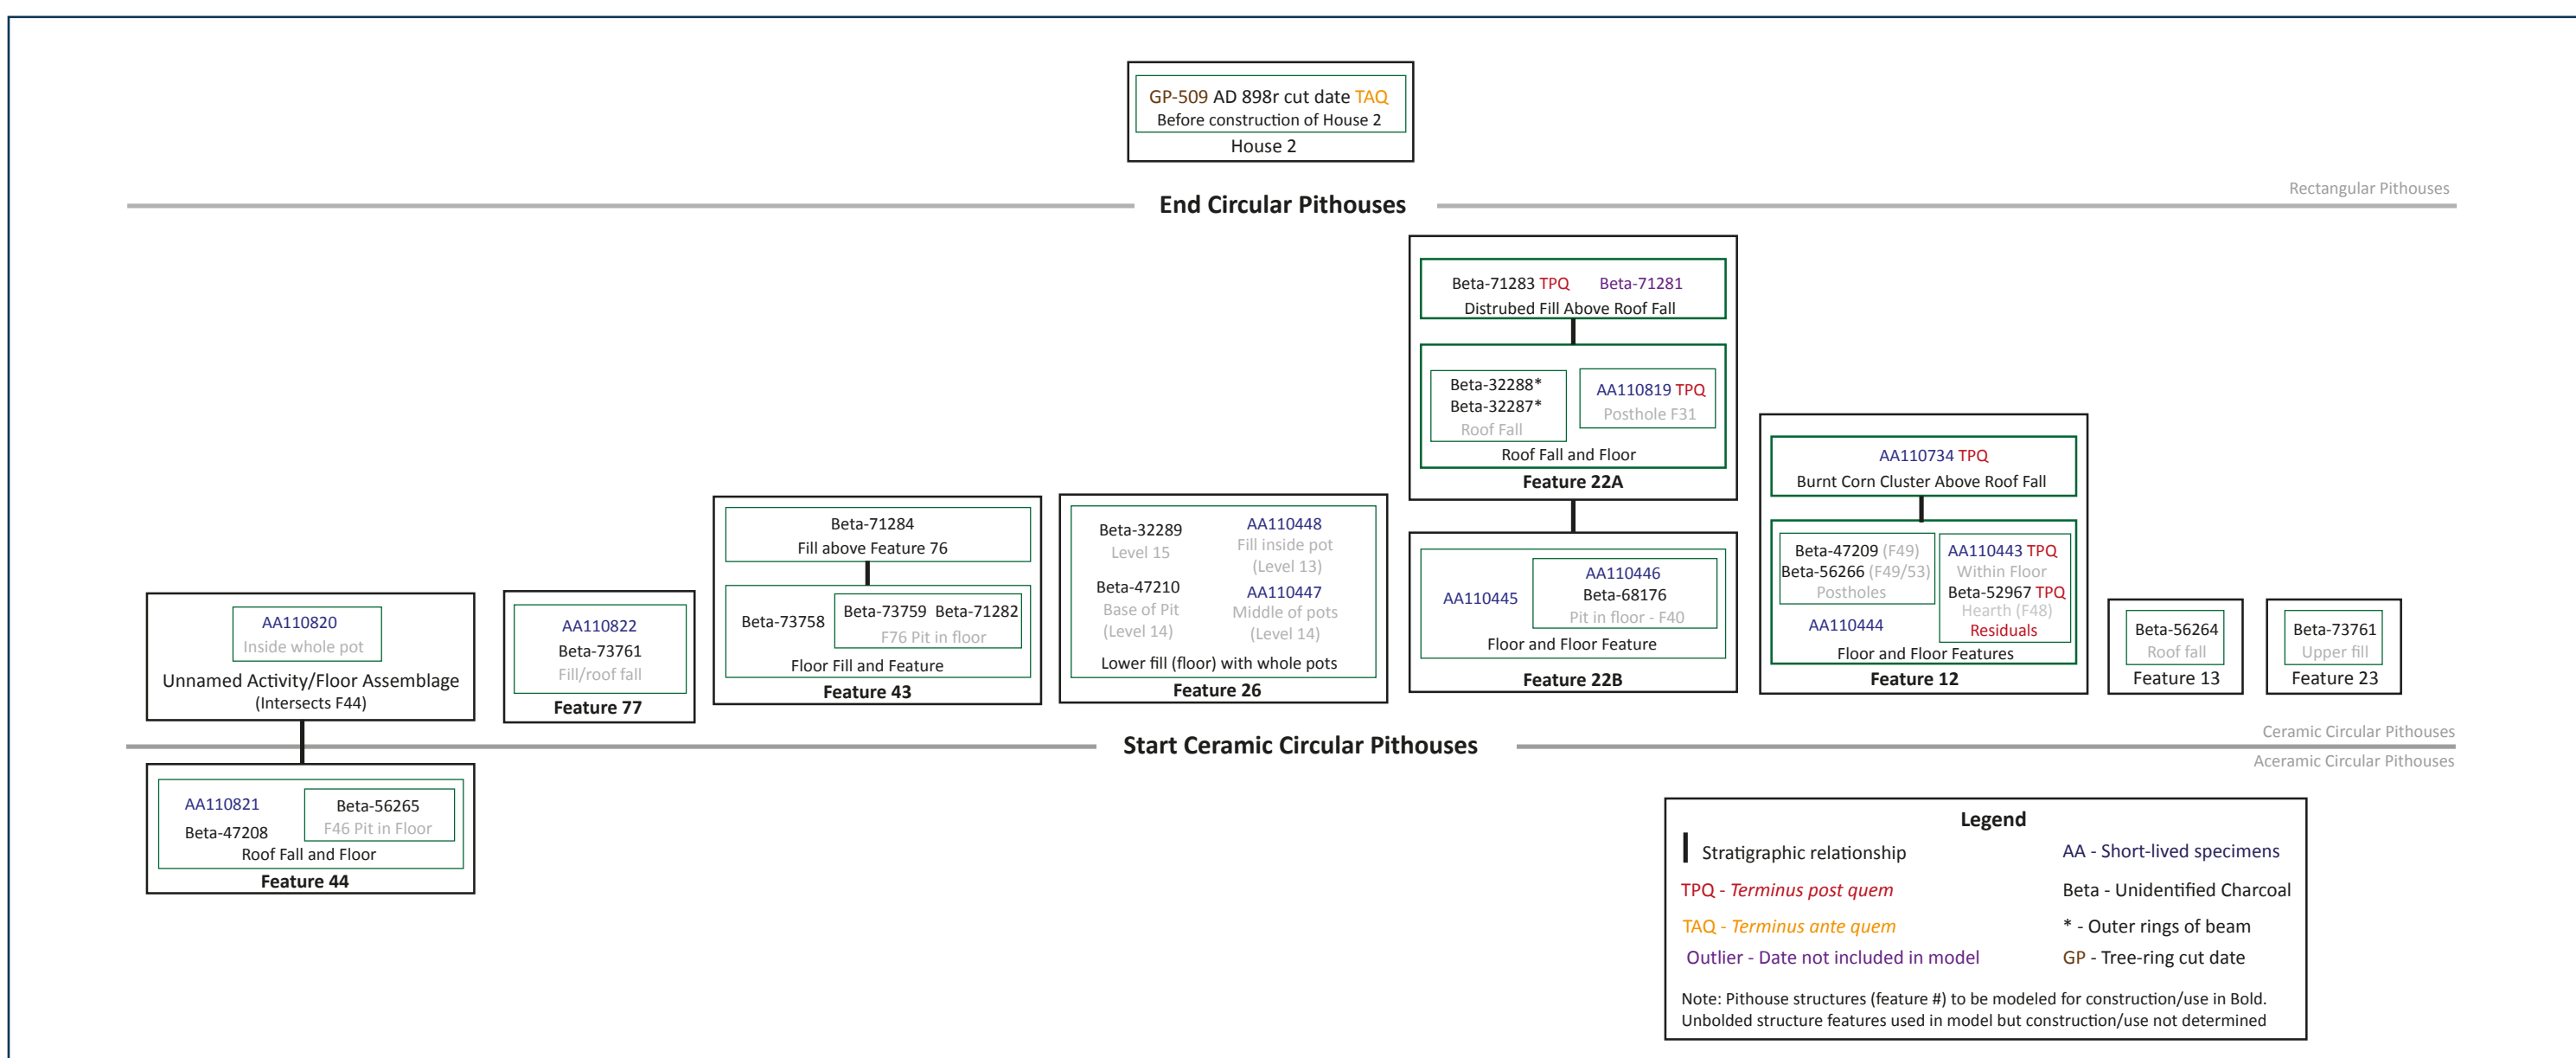 GP-509 AD 898r cut date TAQ
Before construction of House 2
House 2
Rectangular Pithouses
End Circular Pithouses
Beta-71283 TPQ Beta-71281
Distrubed Fill Above Roof Fall
Beta-32288*
Beta-32287*
Roof Fall
AA110819 TPQ
Posthole F31
Roof Fall and Floor
Feature 22A
AA110734 TPQ
Burnt Corn Cluster Above Roof Fall
Beta-47209 (F49)
Beta-56266 (F49/53)
Postholes
AA110443 TPQ
Within Floor
Beta-52967 TPQ
Hearth (F48)
Residuals
AA110444
Floor and Floor Features
Feature 12
AA110820
Inside whole pot
Unnamed Activity/Floor Assemblage
(Intersects F44)
AA110822
Beta-73761
Fill/roof fall
Feature 77
Beta-71284
Fill above Feature 76
Beta-73758
Beta-73759 Beta-71282
F76 Pit in floor
Floor Fill and Feature
Feature 43
Beta-32289
Level 15
AA110448
Fill inside pot
(Level 13)
Beta-47210
Base of Pit
(Level 14)
AA110447
Middle of pots
(Level 14)
Lower fill (floor) with whole pots
Feature 26
AA110445
AA110446
Beta-68176
Pit in floor - F40
Floor and Floor Feature
Feature 22B
Beta-56264
Roof fall
Feature 13
Beta-73761
Upper fill
Feature 23
Start Ceramic Circular Pithouses
Ceramic Circular Pithouses
Aceramic Circular Pithouses
AA110821
Beta-47208
Beta-56265
F46 Pit in Floor
Roof Fall and Floor
Feature 44
Legend
Stratigraphic relationship
AA - Short-lived specimens
TPQ - Terminus post quem
Beta - Unidentified Charcoal
TAQ - Terminus ante quem
* - Outer rings of beam
Outlier - Date not included in model
GP - Tree-ring cut date
Note: Pithouse structures (feature #) to be modeled for construction/use in Bold.
Unbolded structure features used in model but construction/use not determined